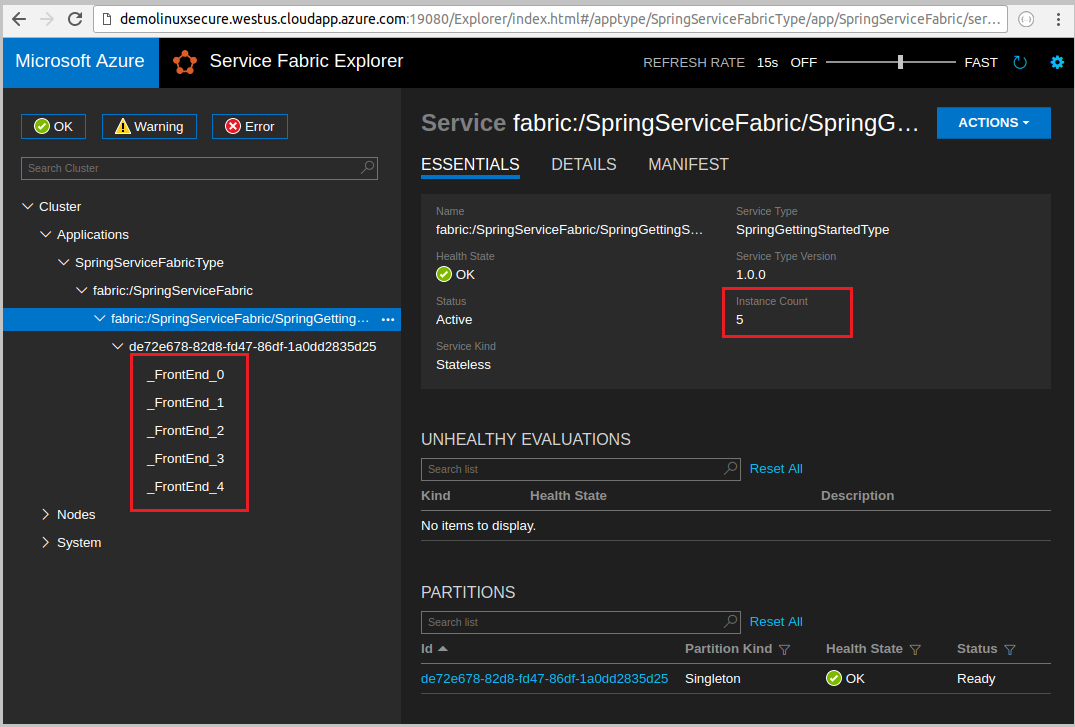 demolinuxsecure.westus.cloudapp.azure.com:19080/Explorer/index.html#/apptype/SpringServiceFabricType/app/SpringServiceFabric/ser...
Microsoft Azure
Service Fabric Explorer
REFRESH RATE 15s OFF FAST
OK Warning Error
Search Cluster
Cluster
Applications
SpringServiceFabricType
fabric:/SpringServiceFabric
fabric:/SpringServiceFabric/SpringGetting... ...
de72e678-82d8-fd47-86df-1a0dd2835d25
_FrontEnd_0
_FrontEnd_1
_FrontEnd_2
_FrontEnd_3
_FrontEnd_4
Nodes
System
Service fabric:/SpringServiceFabric/SpringG...
ACTIONS
ESSENTIALS DETAILS MANIFEST
Name
fabric:/SpringServiceFabric/SpringGettingS...
Health State
OK
Status
Active
Service Kind
Stateless
Service Type
SpringGettingStartedType
Service Type Version
1.0.0
Instance Count
5
UNHEALTHY EVALUATIONS
Search list Reset All
Kind Health State Description
No items to display.
PARTITIONS
Search list Reset All
Id Partition Kind Health State Status
de72e678-82d8-fd47-86df-1a0dd2835d25 Singleton OK Ready